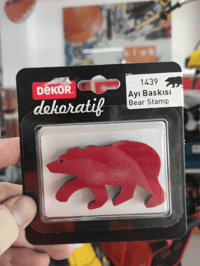 DEKOR
dekoratif
1439
Ayı Baskısı
Bear Stamp